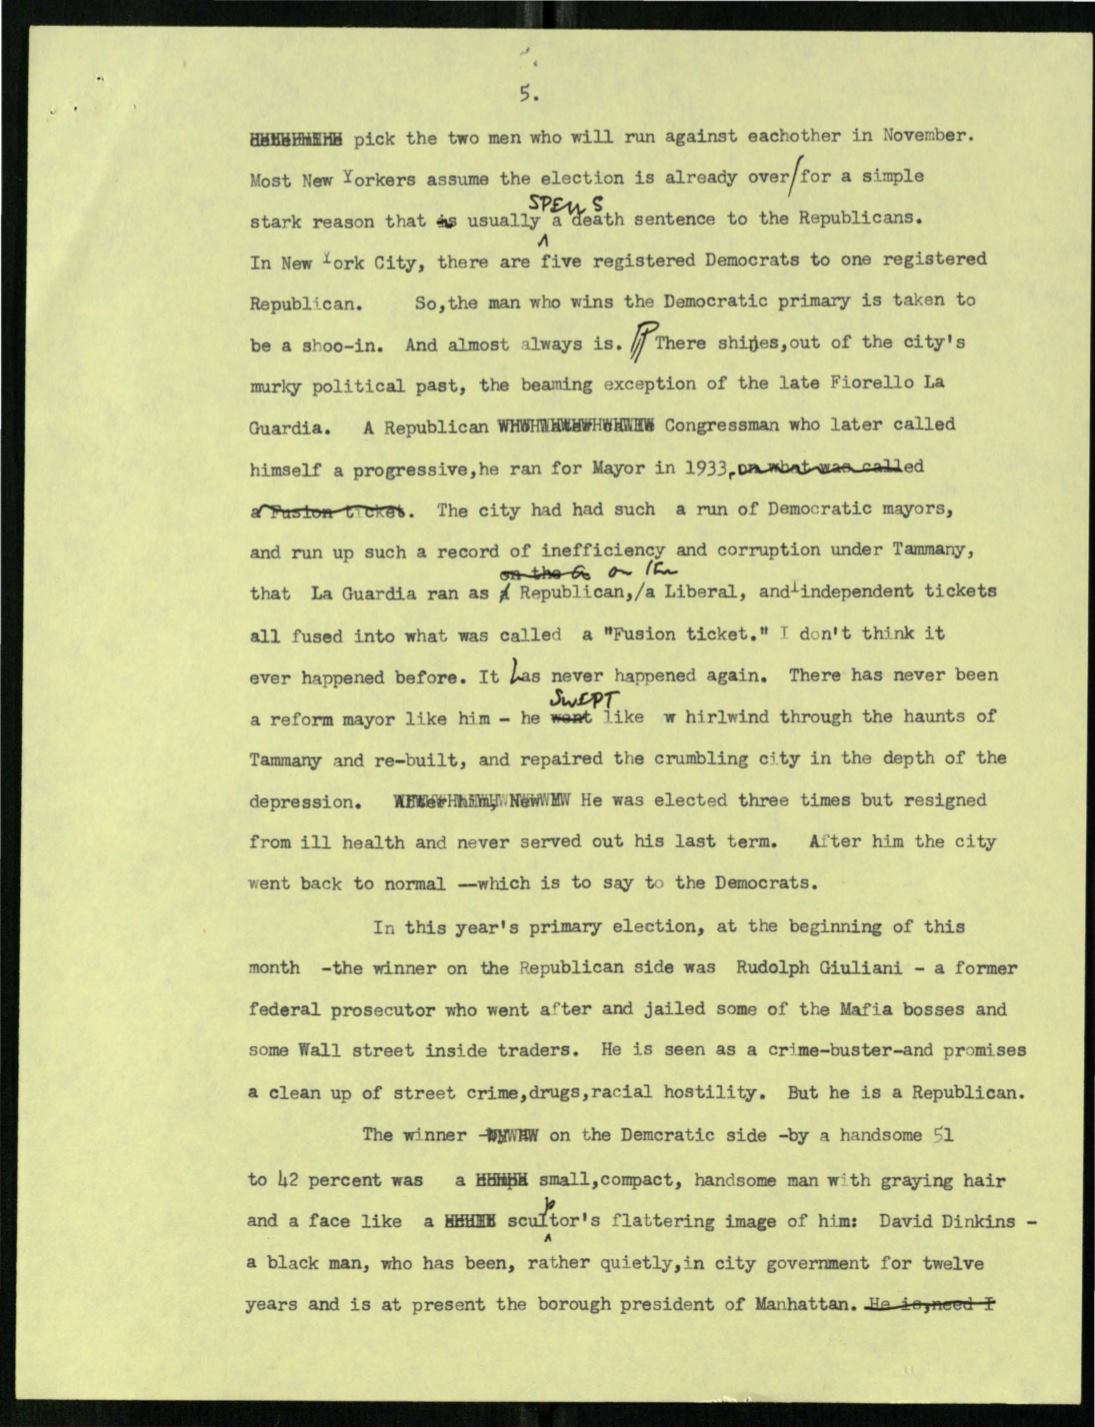 5.
pick the two men who will run against eachother in November.
Most New Yorkers assume the election is already over/for a simple
SPELLS
stark reason that is usually a death sentence to the Republicans.
In New York City, there are five registered Democrats to one registered
Republican. So,the man who wins the Democratic primary is taken to
be a shoo-in. And almost always is. There shines,out of the city's
murky political past, the beaming exception of the late Fiorello La
Guardia. A Republican Congressman who later called
himself a progressive,he ran for Mayor in 1933, on what was called
a Fusion ticket. The city had had such a run of Democratic mayors,
and run up such a record of inefficiency and corruption under Tammany,
on the
that La Guardia ran as a Republican,/a Liberal, and independent tickets
all fused into what was called a "Fusion ticket." I don't think it
ever happened before. It has never happened again. There has never been
SWEPT
a reform mayor like him - he went like w hirlwind through the haunts of
Tammany and re-built, and repaired the crumbling city in the depth of the
depression. He was elected three times but resigned
from ill health and never served out his last term. After him the city
went back to normal --which is to say to the Democrats.
In this year's primary election, at the beginning of this
month -the winner on the Republican side was Rudolph Giuliani - a former
federal prosecutor who went after and jailed some of the Mafia bosses and
some Wall street inside traders. He is seen as a crime-buster-and promises
a clean up of street crime,drugs,racial hostility. But he is a Republican.
The winner - on the Demcratic side -by a handsome 51
to 42 percent was a small,compact, handsome man with graying hair
and a face like a sculptor's flattering image of him: David Dinkins -
a black man, who has been, rather quietly,in city government for twelve
years and is at present the borough president of Manhattan. He is,need I